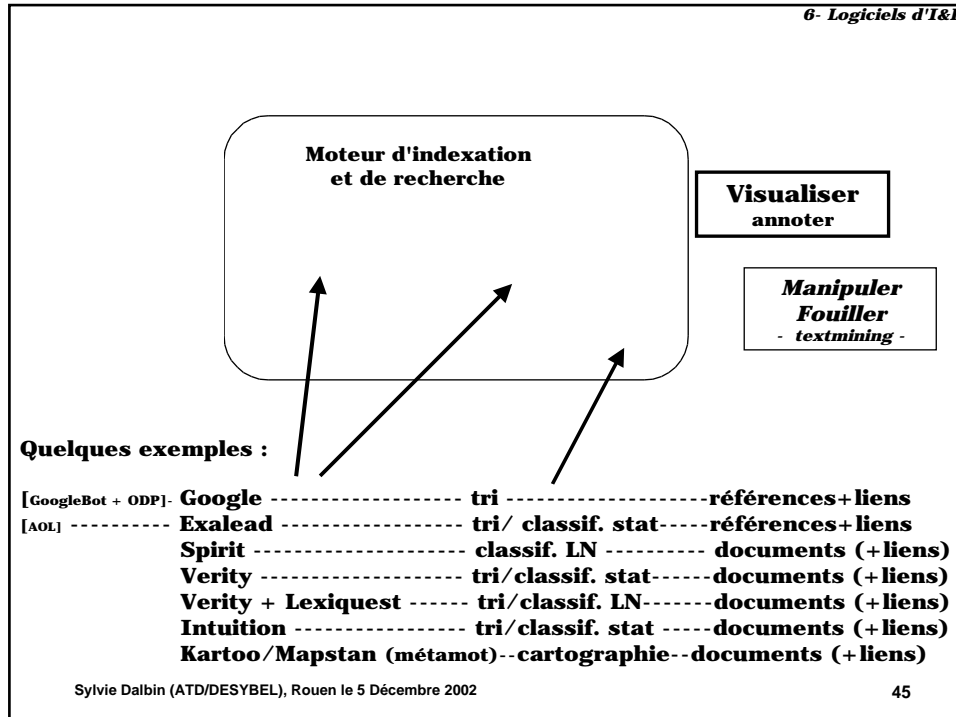 6- Logiciels d'I&I
Moteur d'indexation
et de recherche
Visualiser
annoter
Manipuler
Fouiller
- textmining -
Quelques exemples :
[GoogleBot + ODP]- Google ------------------- tri ---------------------références+liens
[AOL] ---------- Exalead ----------------- tri/ classif. stat-----références+liens
Spirit -------------------- classif. LN ---------- documents (+liens)
Verity ------------------- tri/classif. stat------documents (+liens)
Verity + Lexiquest ------ tri/classif. LN-------documents (+liens)
Intuition ---------------- tri/classif. stat -----documents (+liens)
Kartoo/Mapstan (métamot)--cartographie--documents (+liens)
Sylvie Dalbin (ATD/DESYBEL), Rouen le 5 Décembre 2002
45